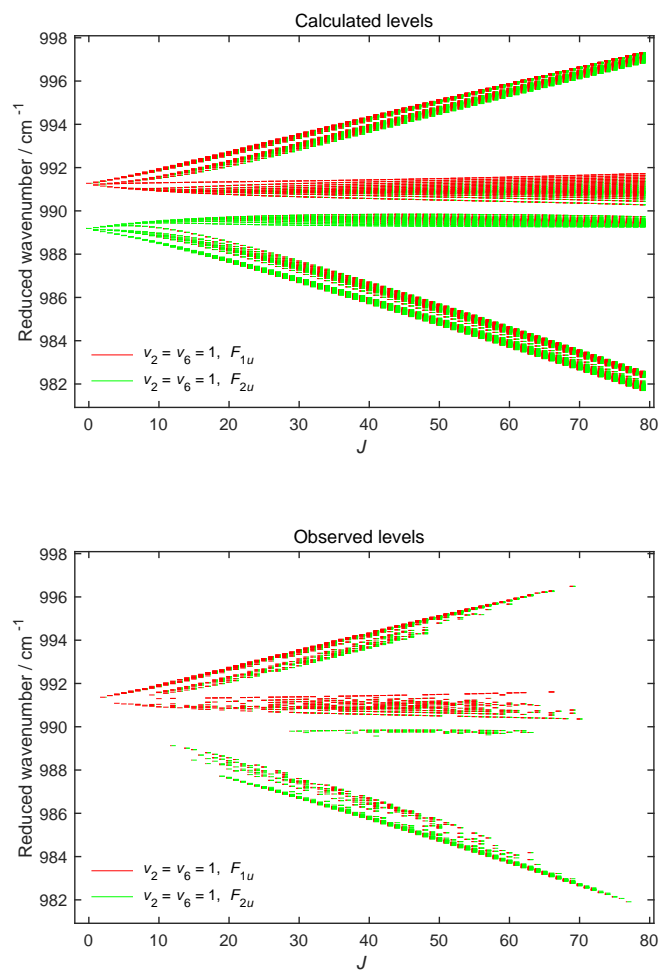 Calculated levels
Reduced wavenumber / cm⁻¹
998
996
994
992
990
988
986
984
982
v₂ = v₆ = 1, F₁ᵤ
v₂ = v₆ = 1, F₂ᵤ
0 10 20 30 40 50 60 70 80
J
Observed levels
Reduced wavenumber / cm⁻¹
998
996
994
992
990
988
986
984
982
v₂ = v₆ = 1, F₁ᵤ
v₂ = v₆ = 1, F₂ᵤ
0 10 20 30 40 50 60 70 80
J